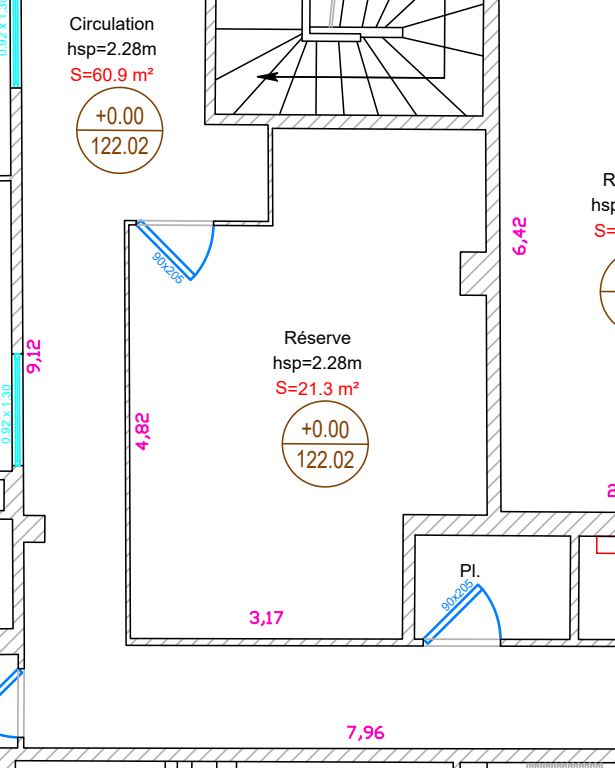 Circulation
hsp=2.28m
S=60.9 m²
+0.00
122.02
0.92 x 1.30
90x205
6,42
9,12
Réserve
hsp=2.28m
S=21.3 m²
+0.00
122.02
4,82
0.92 x 1.30
Pl.
90x205
3,17
7,96
R
hsp
S=